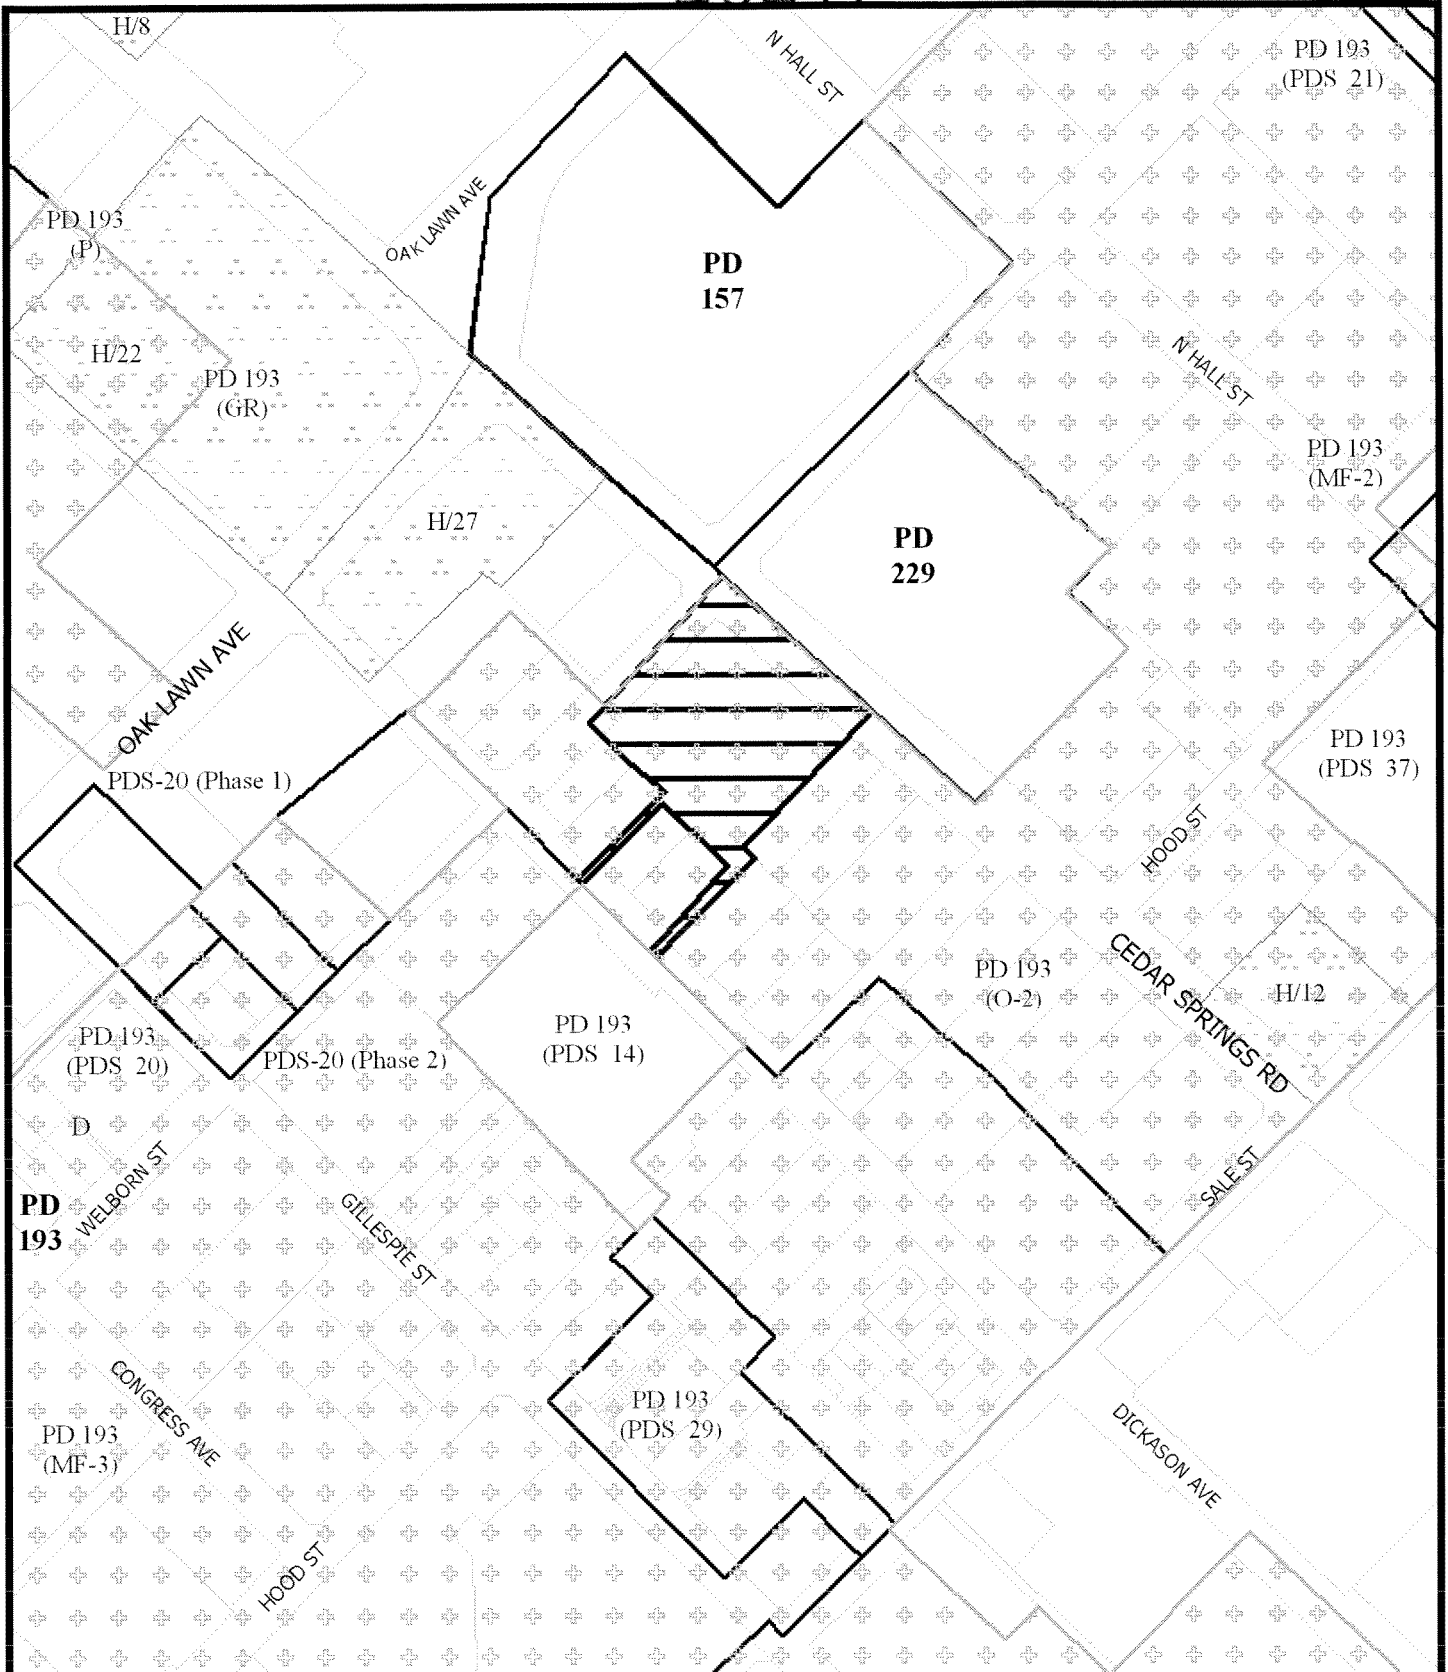 H/8
N HALL ST
PD 193
(PDS 21)
PD 193
(P)
OAK LAWN AVE
PD
157
H/22
PD 193
(GR)
N HALL ST
PD 193
(MF-2)
H/27
PD
229
OAK LAWN AVE
PDS-20 (Phase 1)
PD 193
(PDS 37)
HOOD ST
PD 193
(O-2)
CEDAR SPRINGS RD
H/12
PD 193
(PDS 20)
PDS-20 (Phase 2)
PD 193
(PDS 14)
D
WELBORN ST
PD
193
GILLESPIE ST
SALE ST
CONGRESS AVE
PD 193
(MF-3)
PD 193
(PDS 29)
DICKASON AVE
HOOD ST